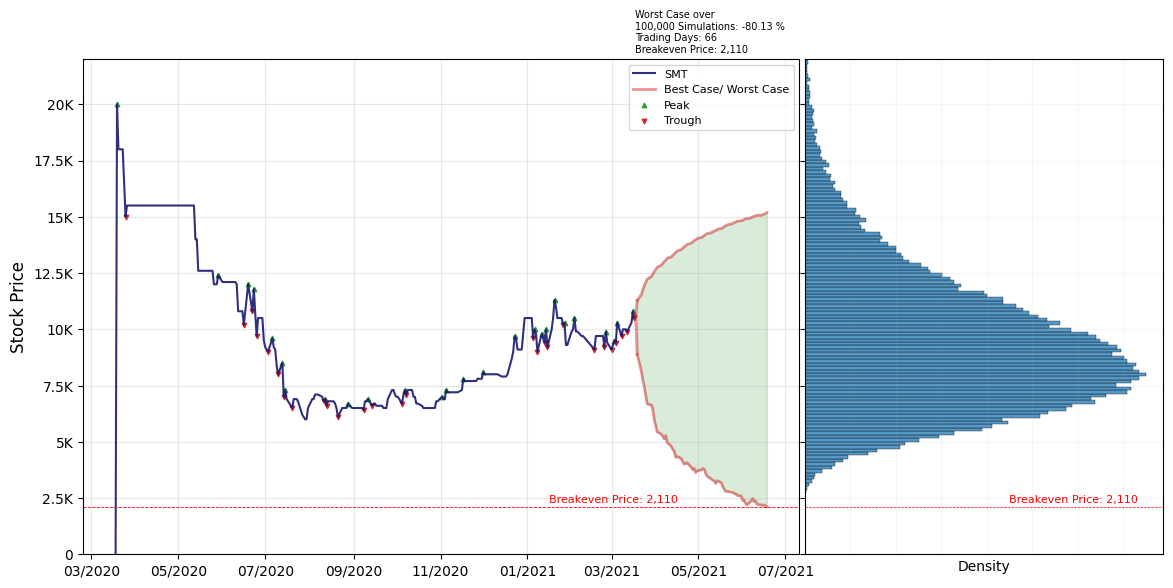 Worst Case over
100,000 Simulations: -80.13 %
Trading Days: 66
Breakeven Price: 2,110
SMT
Best Case/ Worst Case
Peak
Trough
Stock Price
20K
17.5K
15K
12.5K
10K
7.5K
5K
2.5K
0
Breakeven Price: 2,110
Breakeven Price: 2,110
03/2020
05/2020
07/2020
09/2020
11/2020
01/2021
03/2021
05/2021
07/2021
Density